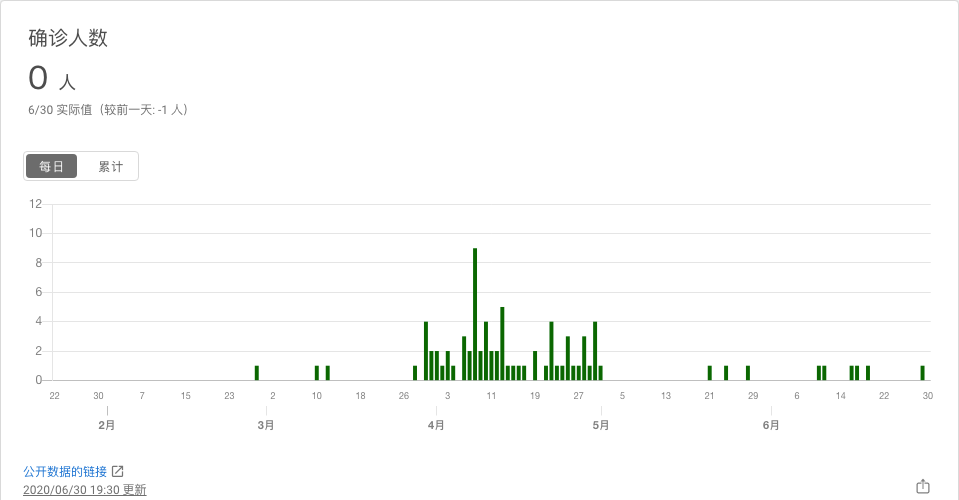 确诊人数
0 人
6/30 实际值（较前一天: -1 人）
每日 累计
12
10
8
6
4
2
0
22 30 7 15 23 2 10 18 26 3 11 19 27 5 13 21 29 6 14 22 30
2月 3月 4月 5月 6月
公开数据的链接
2020/06/30 19:30 更新